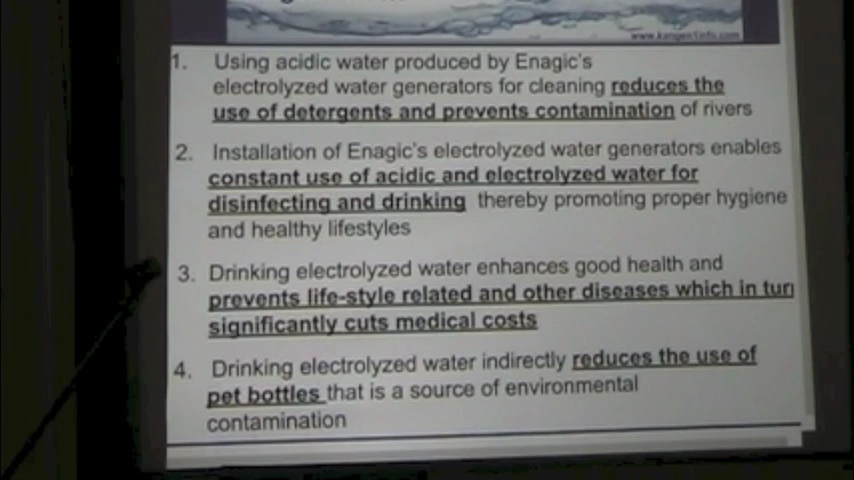 www.kangen1info.com
1. Using acidic water produced by Enagic's
electrolyzed water generators for cleaning reduces the
use of detergents and prevents contamination of rivers
2. Installation of Enagic's electrolyzed water generators enables
constant use of acidic and electrolyzed water for
disinfecting and drinking thereby promoting proper hygiene
and healthy lifestyles
3. Drinking electrolyzed water enhances good health and
prevents life-style related and other diseases which in turn
significantly cuts medical costs
4. Drinking electrolyzed water indirectly reduces the use of
pet bottles that is a source of environmental
contamination